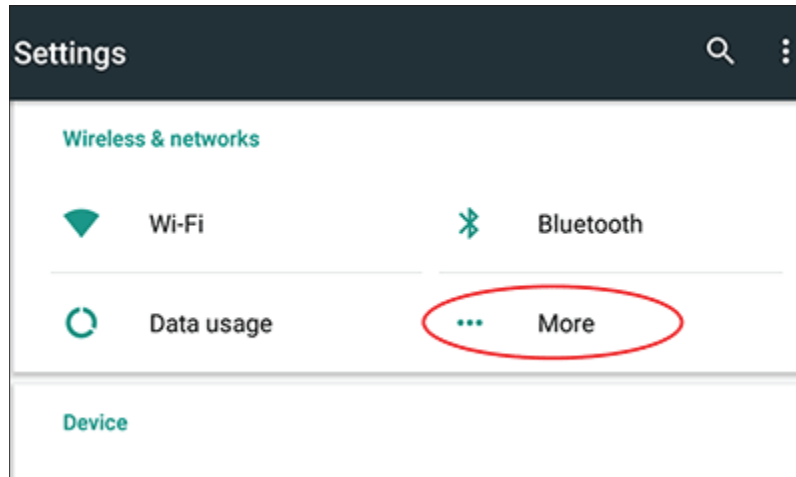 Settings
Wireless & networks
Wi-Fi
Bluetooth
Data usage
More
Device